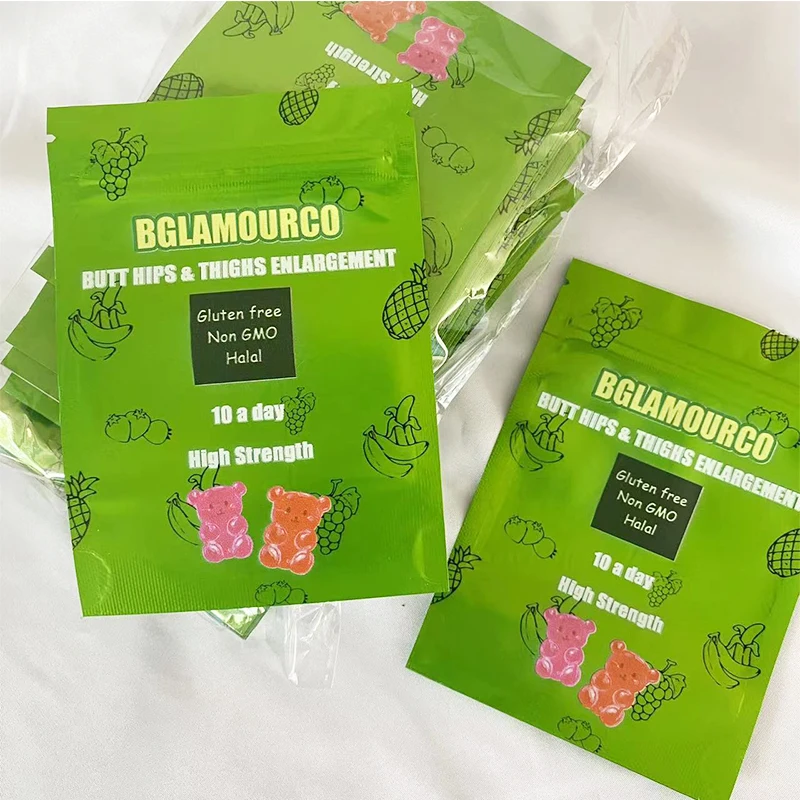 BGLAMOURCO
BUTT HIPS & THIGHS ENLARGEMENT
Gluten free
Non GMO
Halal
10 a day
High Strength
BGLAMOURCO
BUTT HIPS & THIGHS ENLARGEMENT
Gluten free
Non GMO
Halal
10 a day
High Strength
Strength